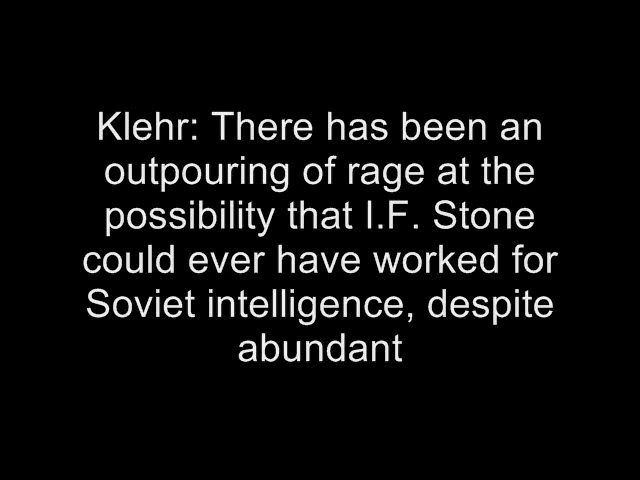 Klehr: There has been an
outpouring of rage at the
possibility that I.F. Stone
could ever have worked for
Soviet intelligence, despite
abundant